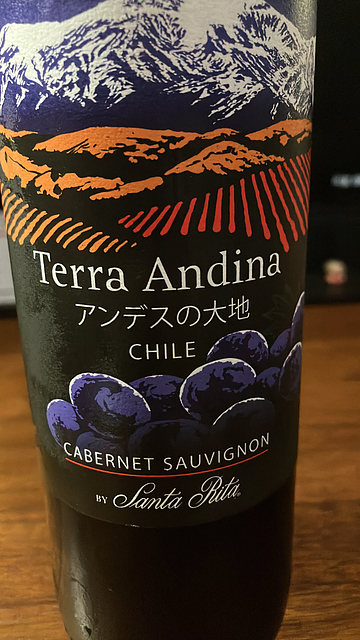 Terra Andina
アンデスの大地
CHILE
CABERNET SAUVIGNON
BY Santa Rita®